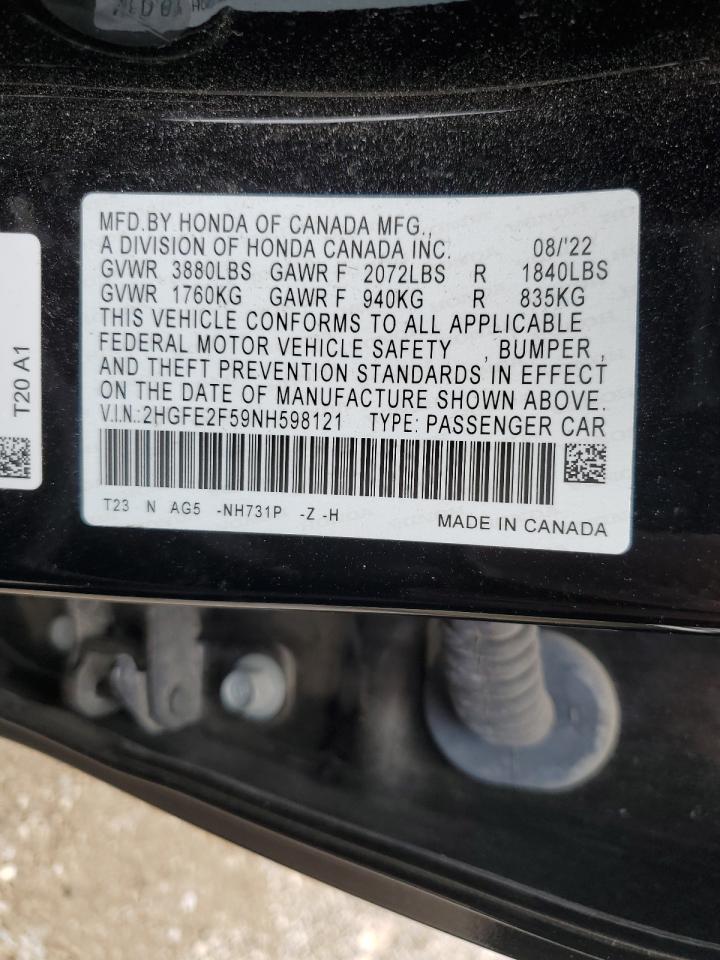 MFD.BY HONDA OF CANADA MFG.,
A DIVISION OF HONDA CANADA INC. 08/'22
GVWR 3880LBS GAWR F 2072LBS R 1840LBS
GVWR 1760KG GAWR F 940KG R 835KG
THIS VEHICLE CONFORMS TO ALL APPLICABLE
FEDERAL MOTOR VEHICLE SAFETY , BUMPER ,
AND THEFT PREVENTION STANDARDS IN EFFECT
ON THE DATE OF MANUFACTURE SHOWN ABOVE.
V.I.N.:2HGFE2F59NH598121 TYPE: PASSENGER CAR
T23 N AG5 -NH731P -Z -H MADE IN CANADA
T20 A1